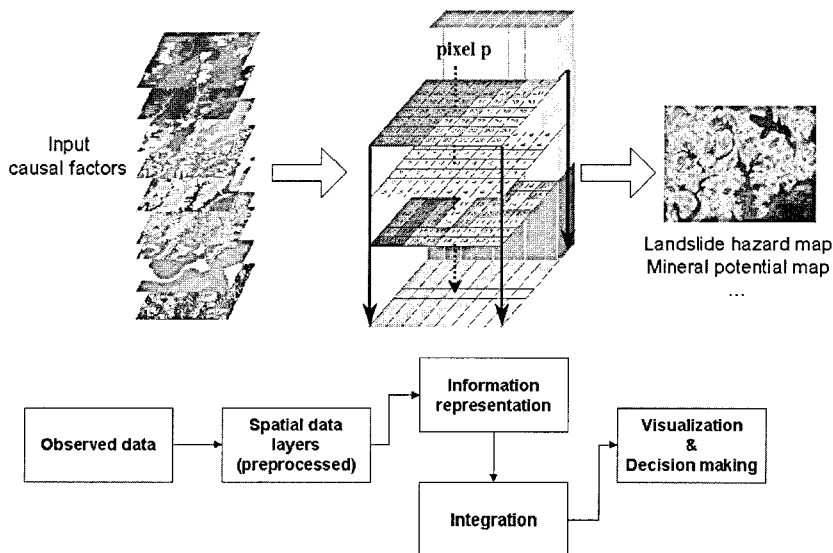 pixel p
Input
causal factors
Landslide hazard map
Mineral potential map
...
Observed data
Spatial data
layers
(preprocessed)
Information
representation
Integration
Visualization
&
Decision making